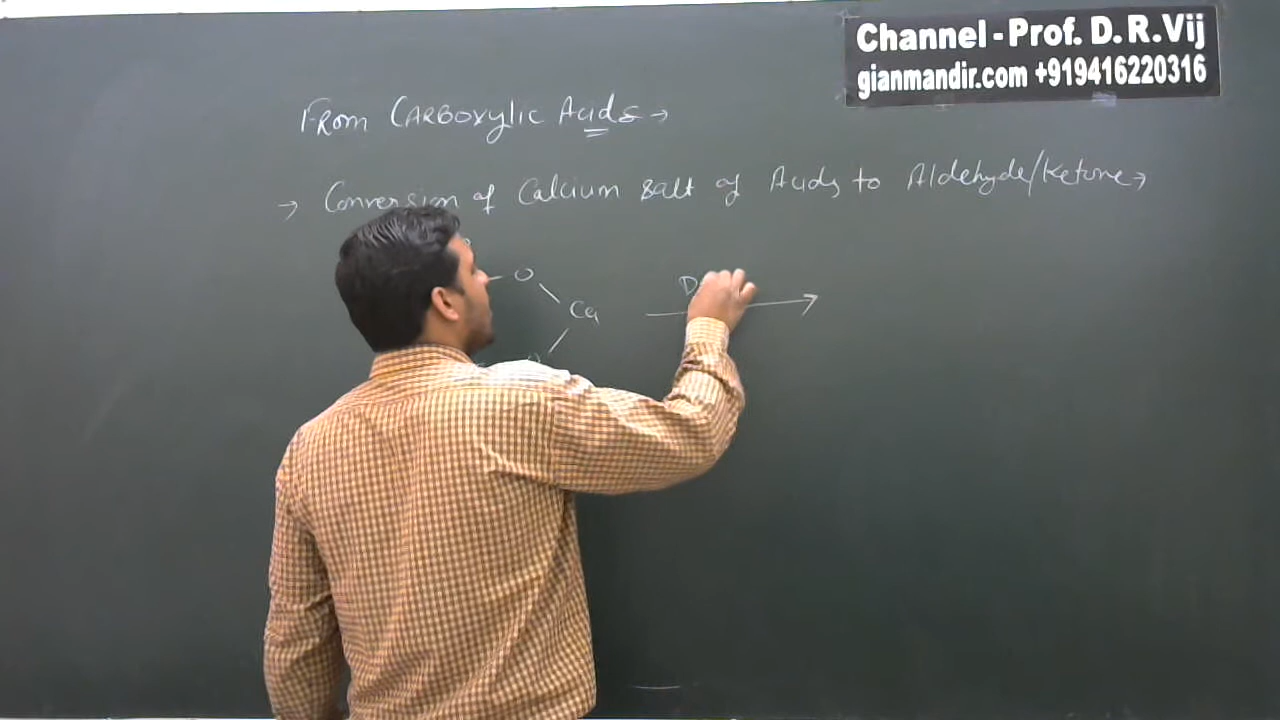 Channel - Prof. D. R. Vij
gianmandir.com +919416220316
From CARBOxylic Acids →
→ Conversion of Calcium Salt of Acids to Aldehyde/Ketone →
O
Ca
D